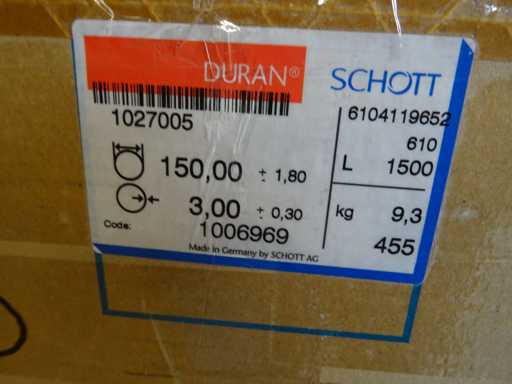 DURAN® SCHOTT
1027005 6104119652
610
L 1500
150,00 ± 1,80
3,00 ± 0,30
kg 9,3
Code: 1006969
455
Made in Germany by SCHOTT AG